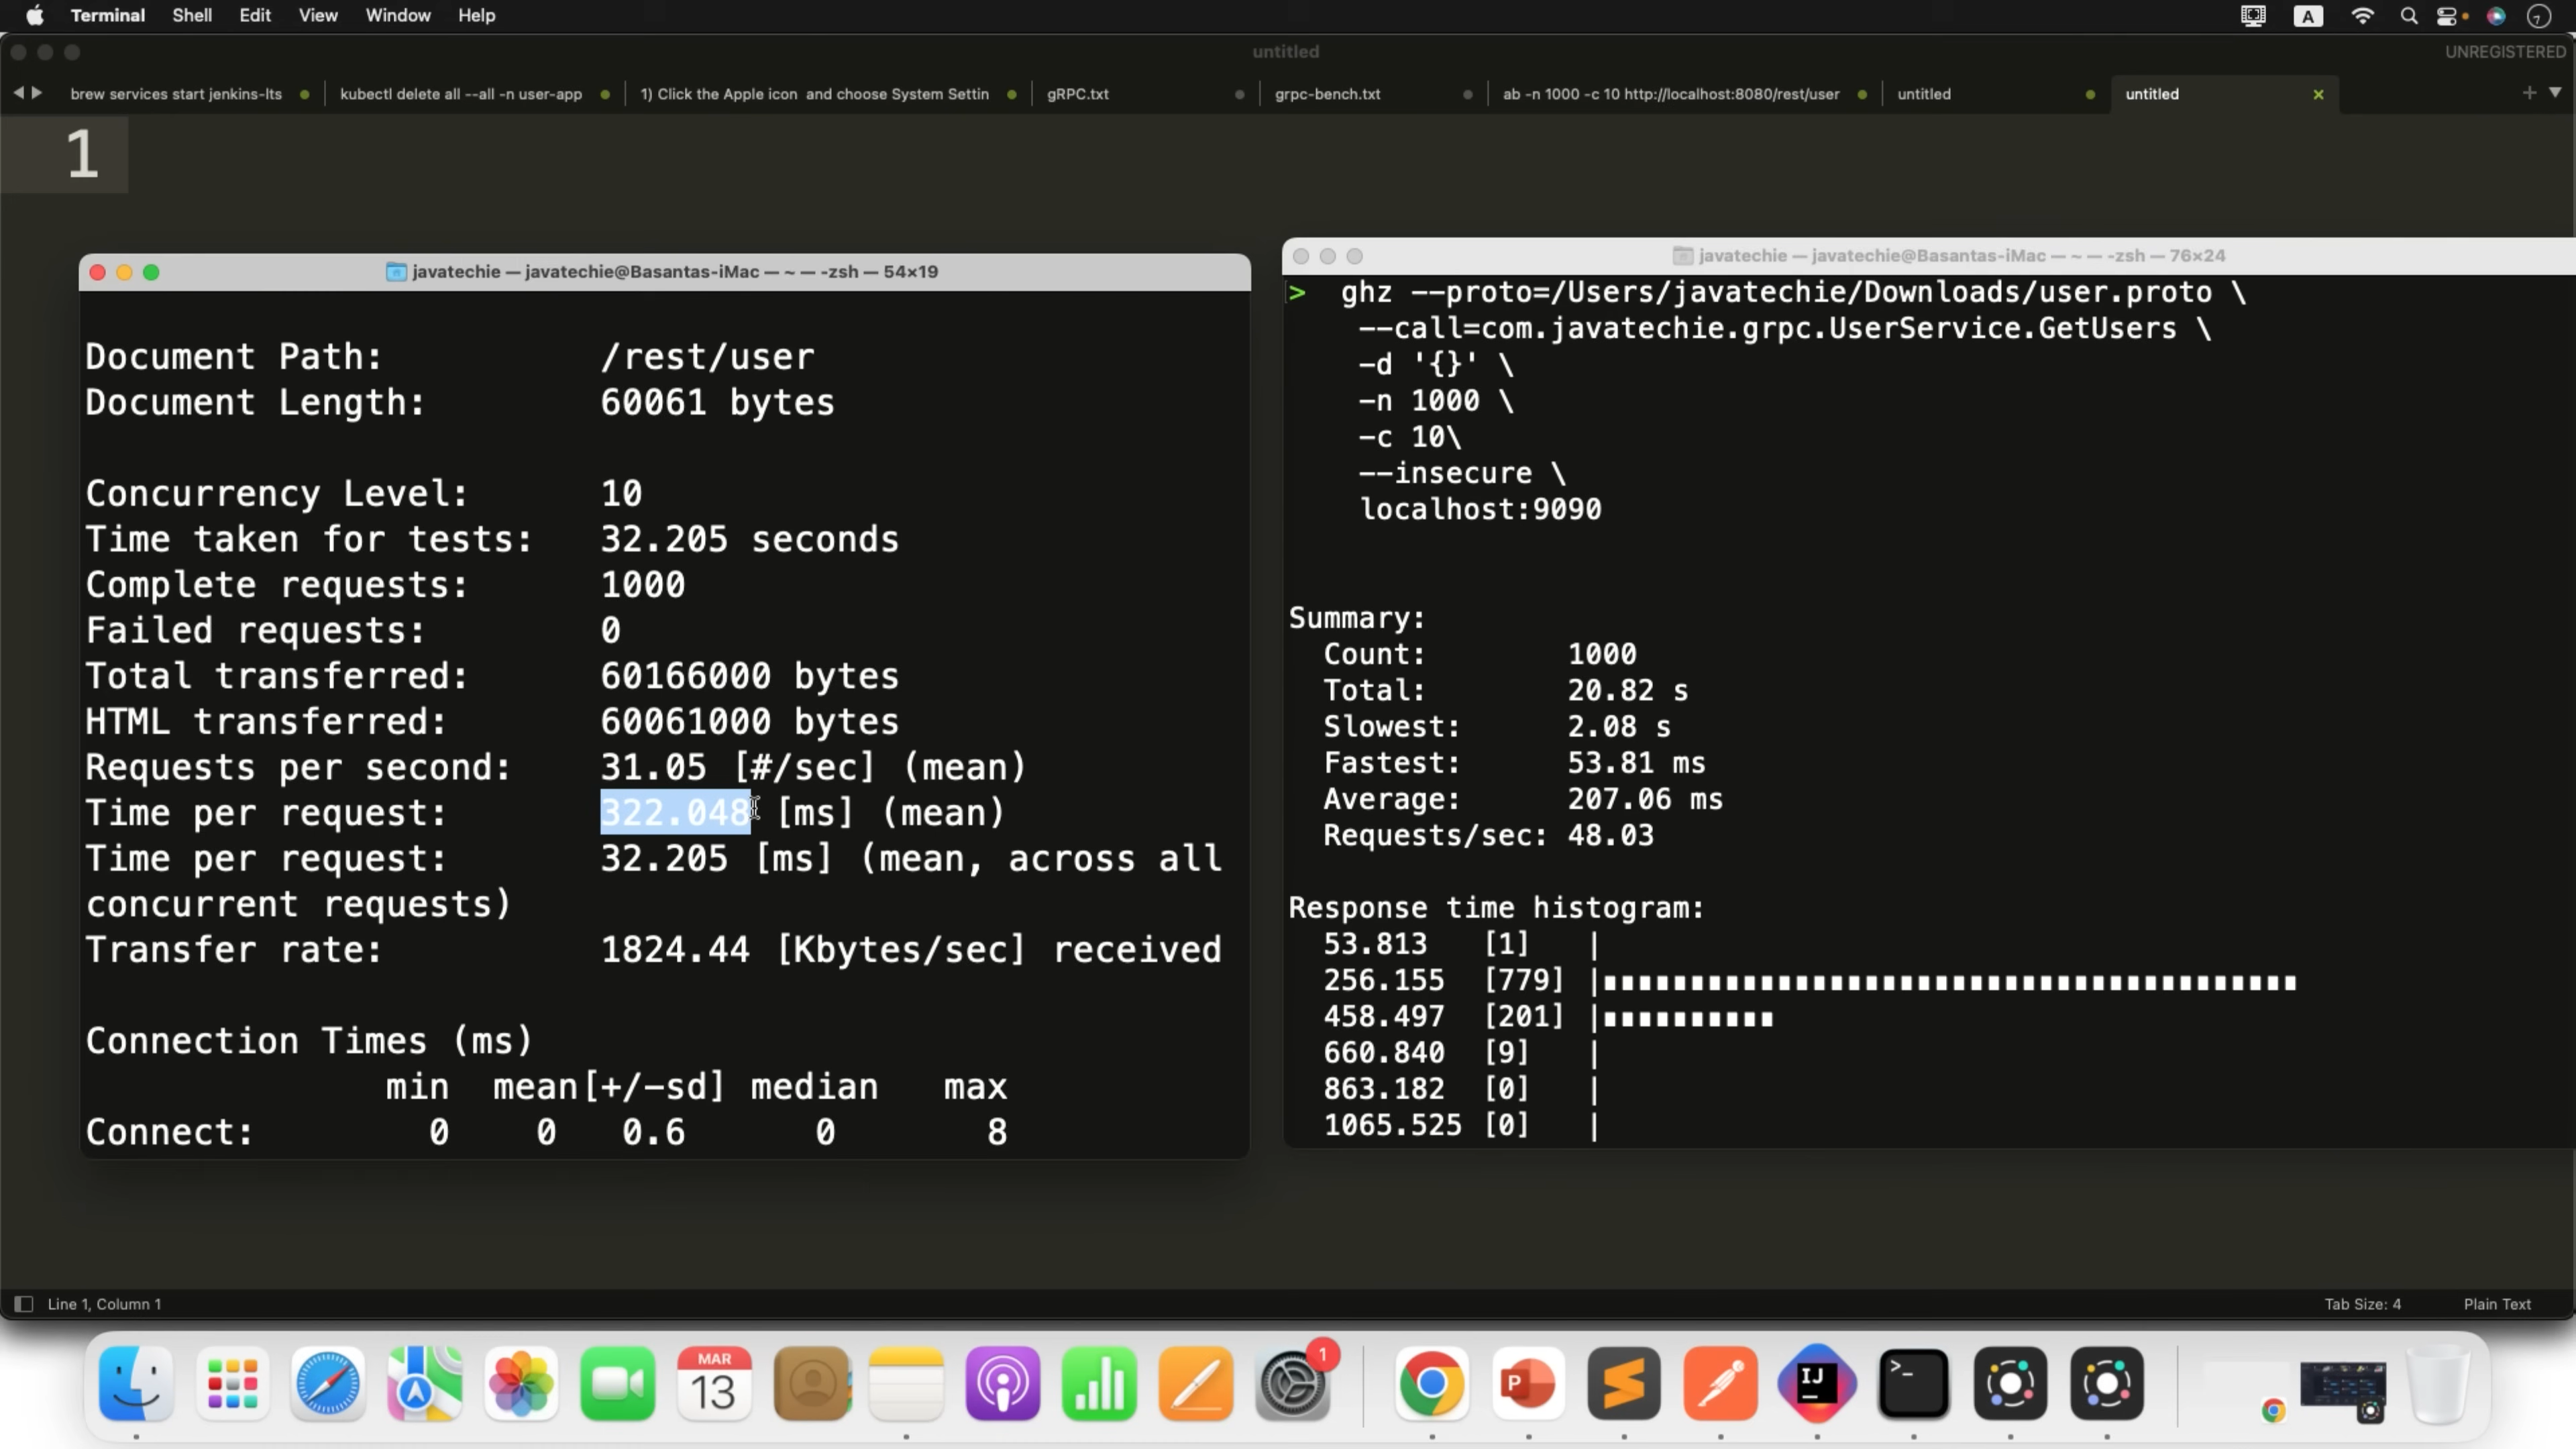 Terminal Shell Edit View Window Help
A
untitled
UNREGISTERED
brew services start jenkins-lts
kubectl delete all --all -n user-app
1) Click the Apple icon  and choose System Settin
gRPC.txt
grpc-bench.txt
ab -n 1000 -c 10 http://localhost:8080/rest/user
untitled
untitled
1
javatechie — javatechie@Basantas-iMac — ~ — -zsh — 54×19
Document Path: /rest/user
Document Length: 60061 bytes
Concurrency Level: 10
Time taken for tests: 32.205 seconds
Complete requests: 1000
Failed requests: 0
Total transferred: 60166000 bytes
HTML transferred: 60061000 bytes
Requests per second: 31.05 [#/sec] (mean)
Time per request: 322.048 [ms] (mean)
Time per request: 32.205 [ms] (mean, across all
concurrent requests)
Transfer rate: 1824.44 [Kbytes/sec] received
Connection Times (ms)
min mean[+/-sd] median max
Connect: 0 0 0.6 0 8
javatechie — javatechie@Basantas-iMac — ~ — -zsh — 76×24
> ghz --proto=/Users/javatechie/Downloads/user.proto \
--call=com.javatechie.grpc.UserService.GetUsers \
-d '{}' \
-n 1000 \
-c 10\
--insecure \
localhost:9090
Summary:
Count: 1000
Total: 20.82 s
Slowest: 2.08 s
Fastest: 53.81 ms
Average: 207.06 ms
Requests/sec: 48.03
Response time histogram:
53.813 [1] |
256.155 [779] |∎∎∎∎∎∎∎∎∎∎∎∎∎∎∎∎∎∎∎∎∎∎∎∎∎∎∎∎∎∎∎∎∎∎∎∎∎∎∎∎
458.497 [201] |∎∎∎∎∎∎∎∎∎∎
660.840 [9] |
863.182 [0] |
1065.525 [0] |
Line 1, Column 1
Tab Size: 4
Plain Text
MAR
13
1
P
IJ
>_